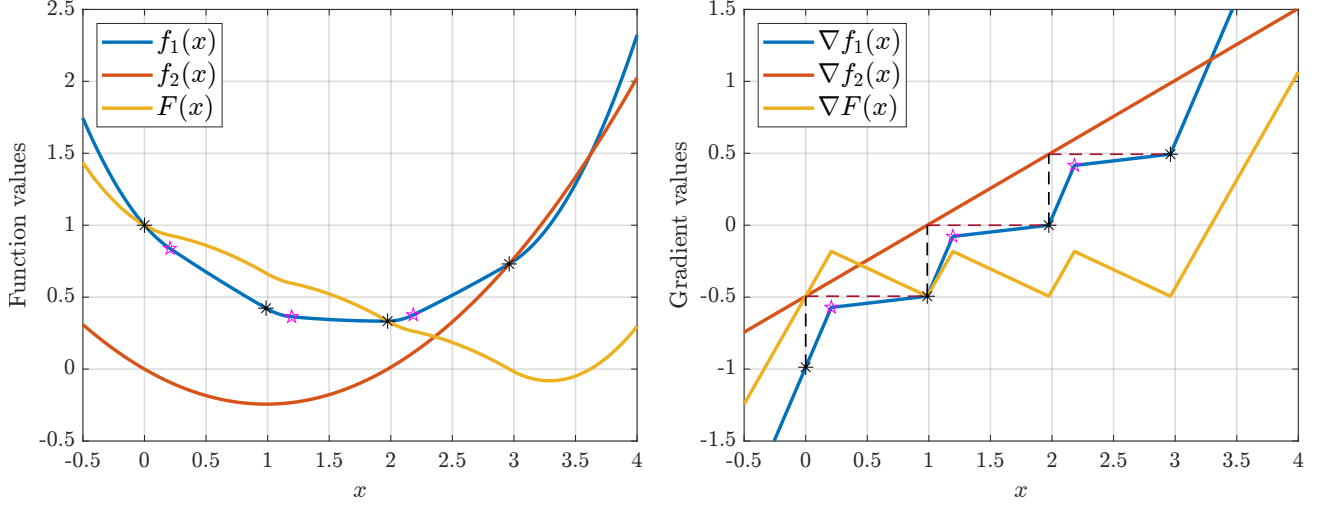 2.5
2
1.5
1
0.5
0
-0.5
-0.5 0 0.5 1 1.5 2 2.5 3 3.5 4
x
Function values
f₁(x)
f₂(x)
F(x)
1.5
1
0.5
0
-0.5
-1
-1.5
-0.5 0 0.5 1 1.5 2 2.5 3 3.5 4
x
Gradient values
∇f₁(x)
∇f₂(x)
∇F(x)